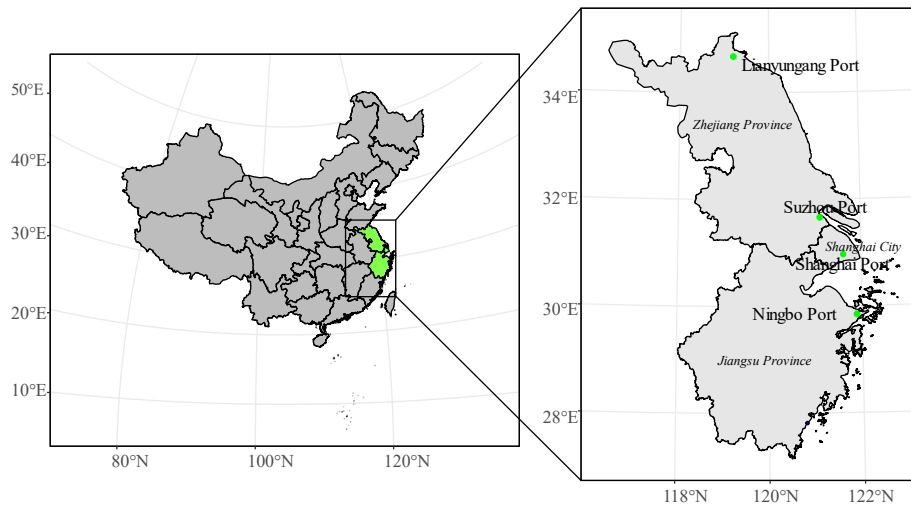 50°E
40°E
30°E
20°E
10°E
80°N
100°N
120°N
34°E
32°E
30°E
28°E
118°N
120°N
122°N
Lianyungang Port
Zhejiang Province
Suzhou Port
Shanghai City
Shanghai Port
Ningbo Port
Jiangsu Province